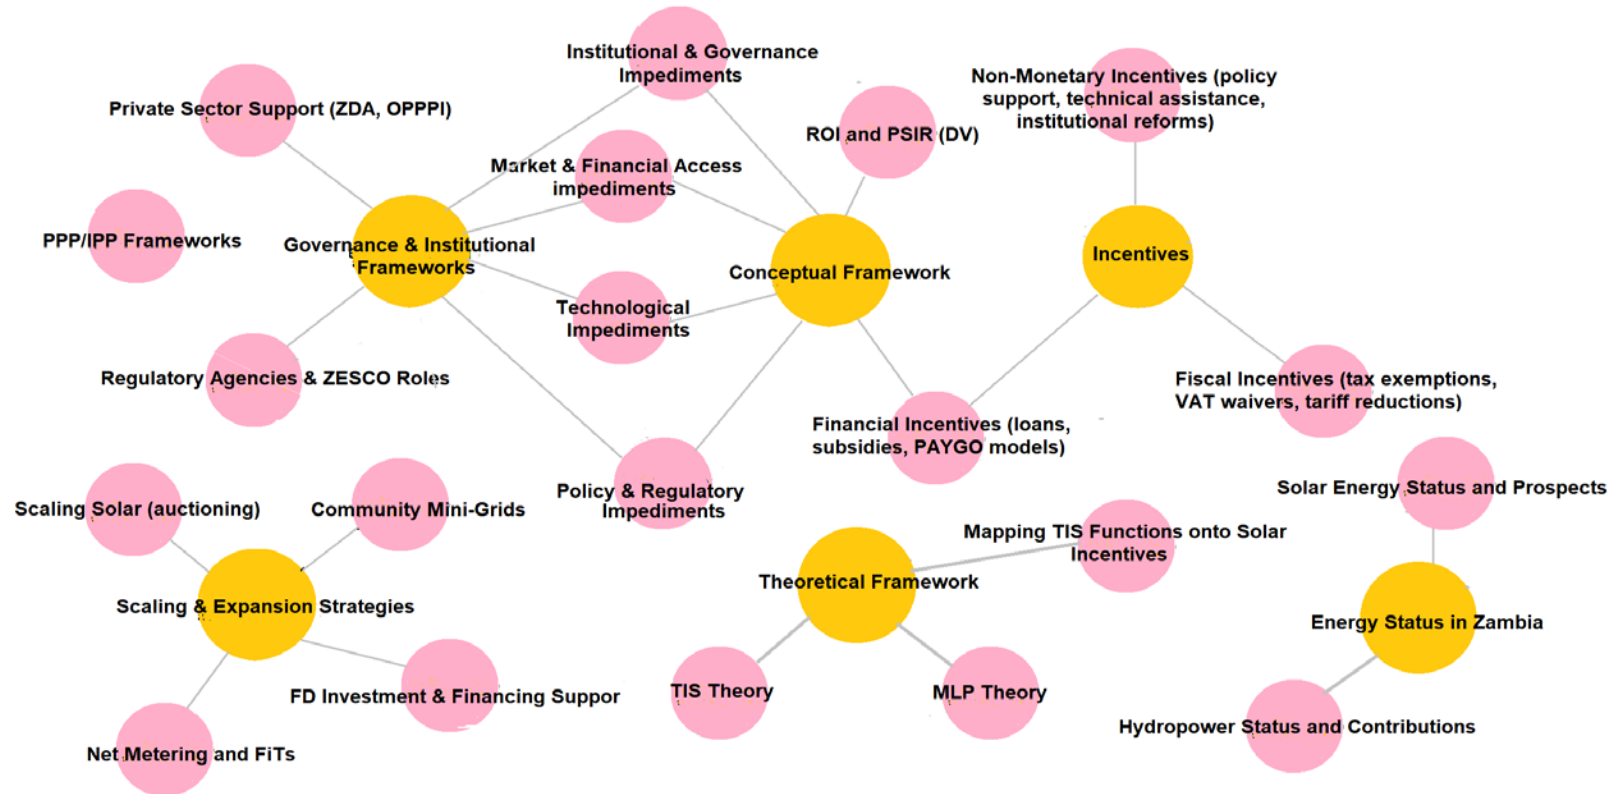 Institutional & Governance
Impediments
Private Sector Support (ZDA, OPPPI)
Market & Financial Access
impediments
ROI and PSIR (DV)
Non-Monetary Incentives (policy
support, technical assistance,
institutional reforms)
PPP/IPP Frameworks
Governance & Institutional
Frameworks
Conceptual Framework
Incentives
Technological
Impediments
Regulatory Agencies & ZESCO Roles
Fiscal Incentives (tax exemptions,
VAT waivers, tariff reductions)
Financial Incentives (loans,
subsidies, PAYGO models)
Policy & Regulatory
Impediments
Scaling Solar (auctioning)
Community Mini-Grids
Scaling & Expansion Strategies
FD Investment & Financing Suppor
Net Metering and FiTs
Mapping TIS Functions onto Solar
Incentives
Theoretical Framework
TIS Theory
MLP Theory
Solar Energy Status and Prospects
Energy Status in Zambia
Hydropower Status and Contributions